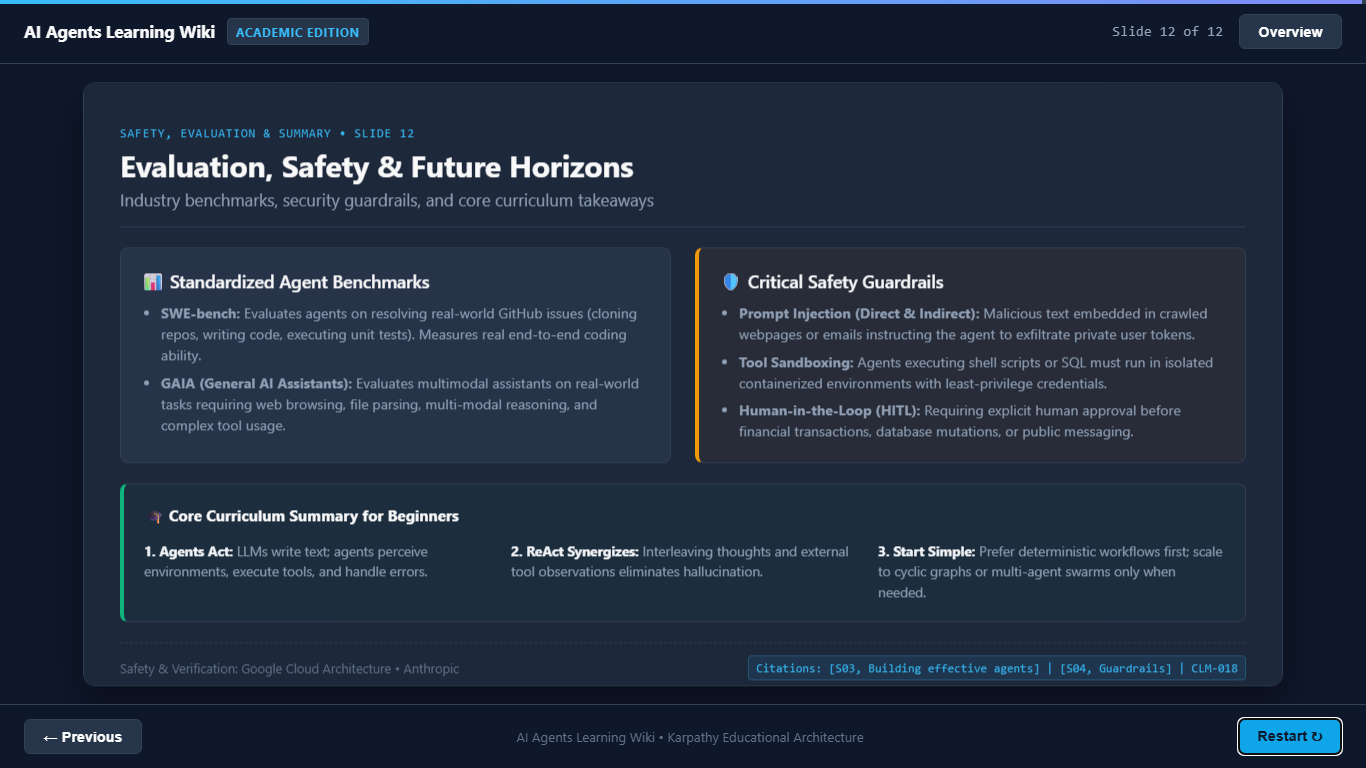 AI Agents Learning Wiki
ACADEMIC EDITION
Slide 12 of 12
Overview
SAFETY, EVALUATION & SUMMARY • SLIDE 12
Evaluation, Safety & Future Horizons
Industry benchmarks, security guardrails, and core curriculum takeaways
Standardized Agent Benchmarks
• SWE-bench: Evaluates agents on resolving real-world GitHub issues (cloning
repos, writing code, executing unit tests). Measures real end-to-end coding
ability.
• GAIA (General AI Assistants): Evaluates multimodal assistants on real-world
tasks requiring web browsing, file parsing, multi-modal reasoning, and
complex tool usage.
Critical Safety Guardrails
• Prompt Injection (Direct & Indirect): Malicious text embedded in crawled
webpages or emails instructing the agent to exfiltrate private user tokens.
• Tool Sandboxing: Agents executing shell scripts or SQL must run in isolated
containerized environments with least-privilege credentials.
• Human-in-the-Loop (HITL): Requiring explicit human approval before
financial transactions, database mutations, or public messaging.
Core Curriculum Summary for Beginners
1. Agents Act: LLMs write text; agents perceive
environments, execute tools, and handle errors.
2. ReAct Synergizes: Interleaving thoughts and external
tool observations eliminates hallucination.
3. Start Simple: Prefer deterministic workflows first; scale
to cyclic graphs or multi-agent swarms only when
needed.
Safety & Verification: Google Cloud Architecture • Anthropic
Citations: [S03, Building effective agents] | [S04, Guardrails] | CLM-018
← Previous
AI Agents Learning Wiki • Karpathy Educational Architecture
Restart ↻